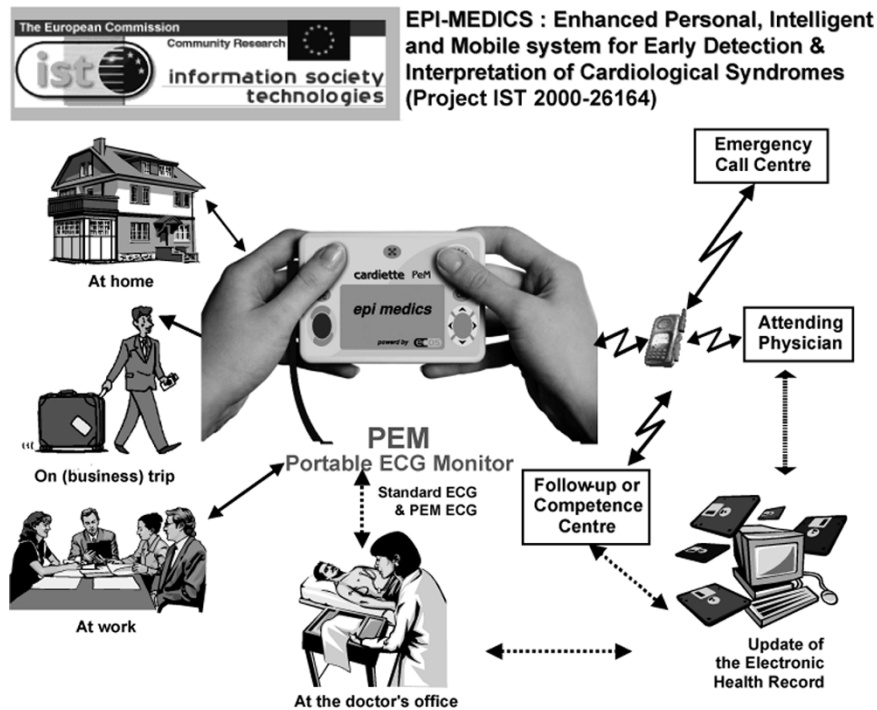 The European Commission
Community Research
ist
information society
technologies
EPI-MEDICS : Enhanced Personal, Intelligent
and Mobile system for Early Detection &
Interpretation of Cardiological Syndromes
(Project IST 2000-26164)
Emergency
Call Centre
At home
cardiette PeM
epi medics
powered by
Attending
Physician
On (business) trip
PEM
Portable ECG Monitor
Standard ECG
& PEM ECG
Follow-up or
Competence
Centre
At work
Update of
the Electronic
Health Record
At the doctor's office